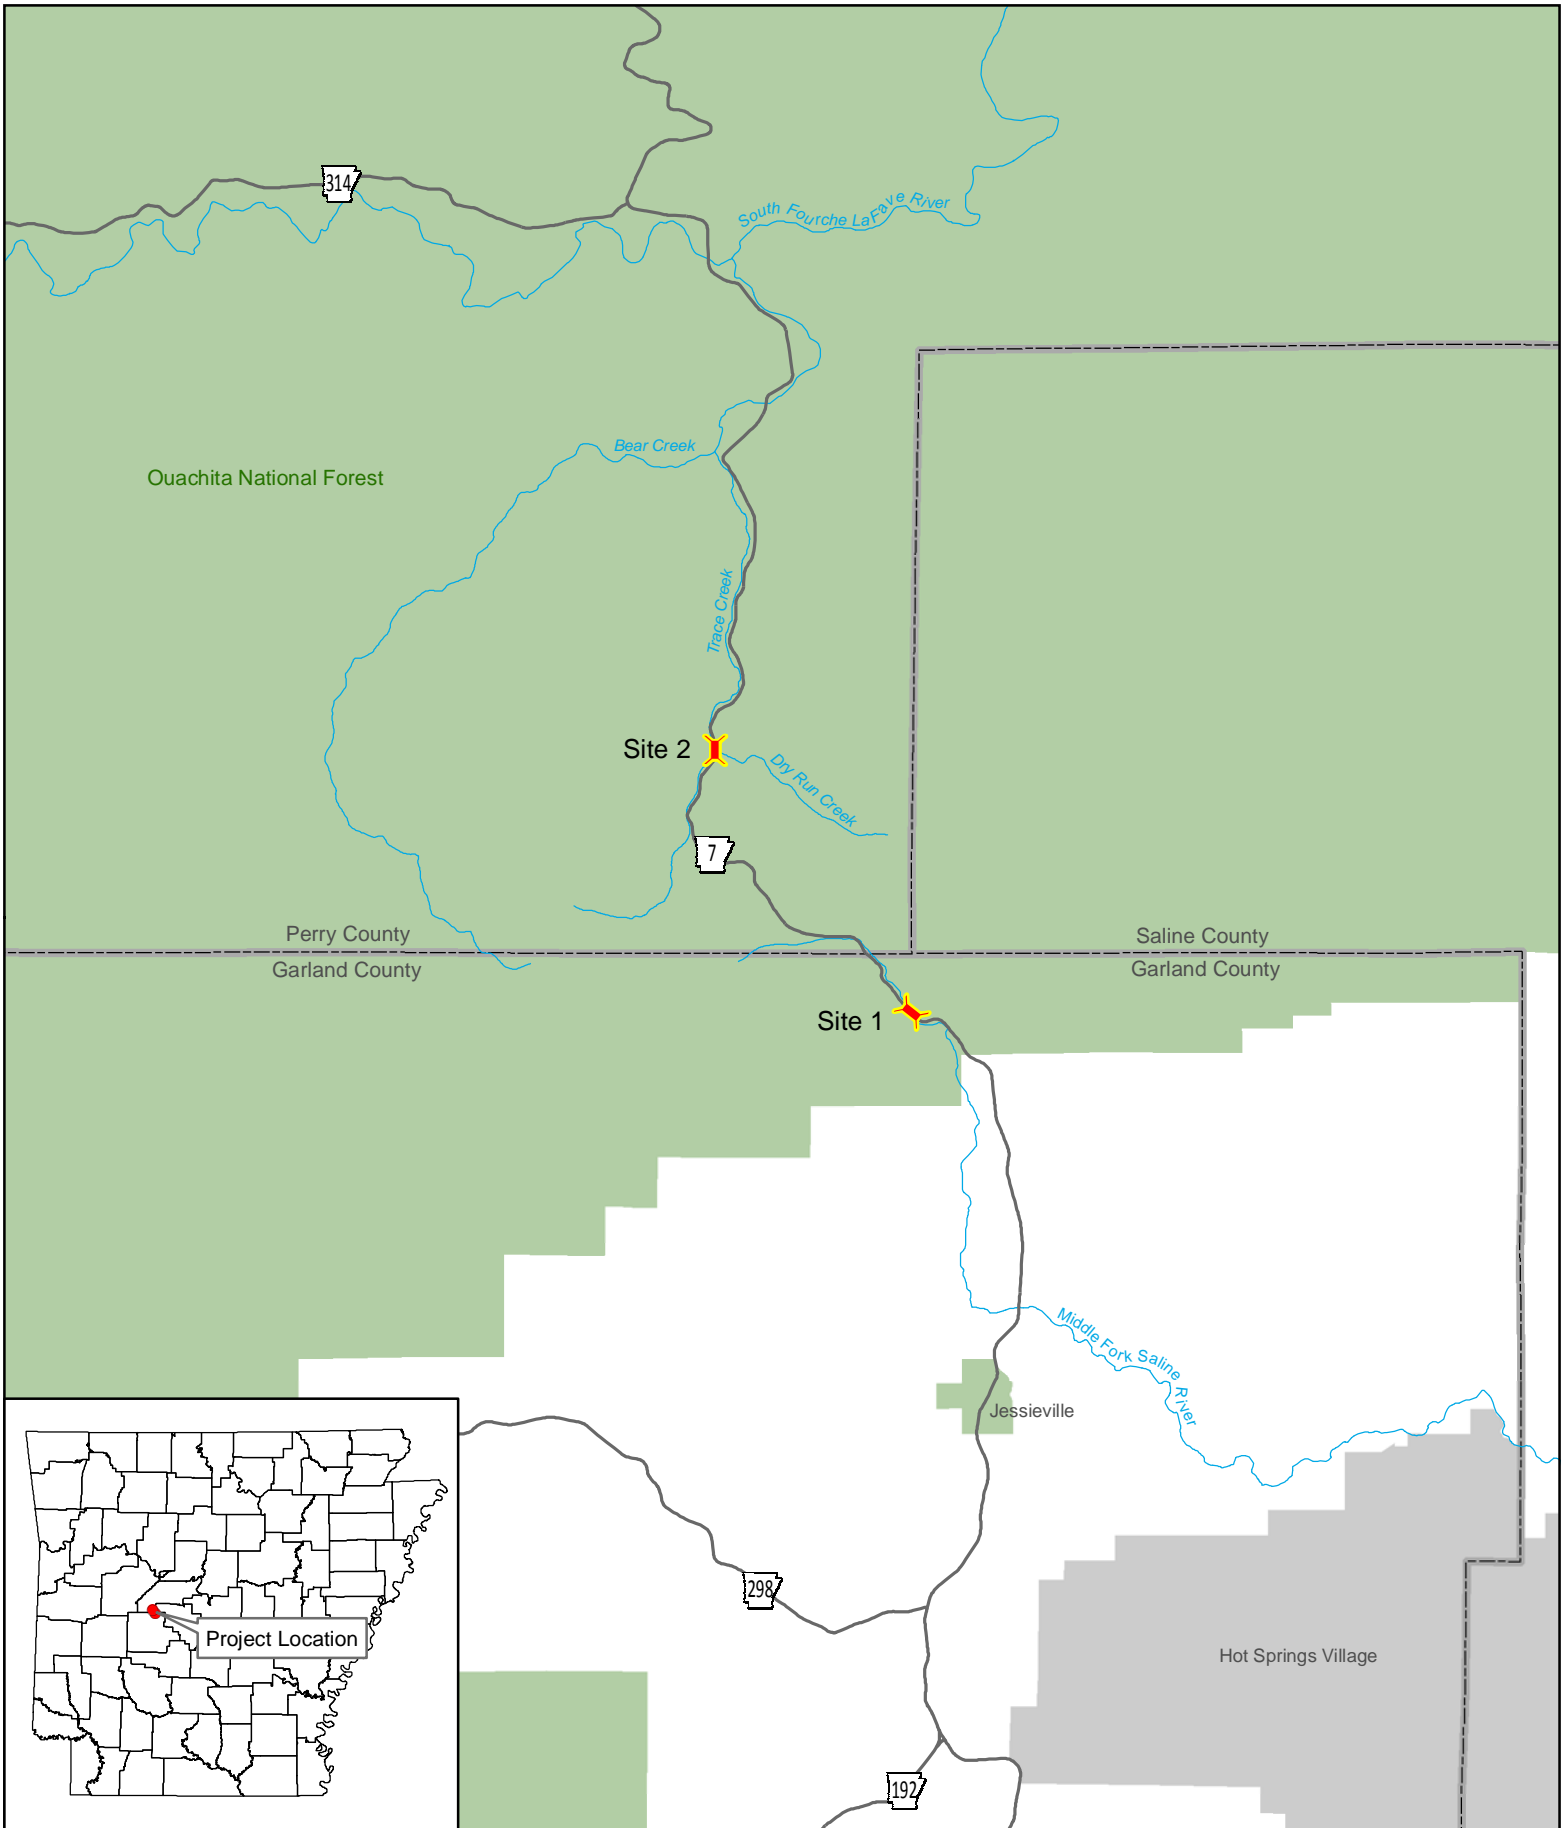 314
South Fourche LaFave River
Bear Creek
Ouachita National Forest
Trace Creek
Site 2
Dry Run Creek
7
Perry County
Saline County
Garland County
Garland County
Site 1
Middle Fork Saline River
Jessieville
298
Project Location
Hot Springs Village
192